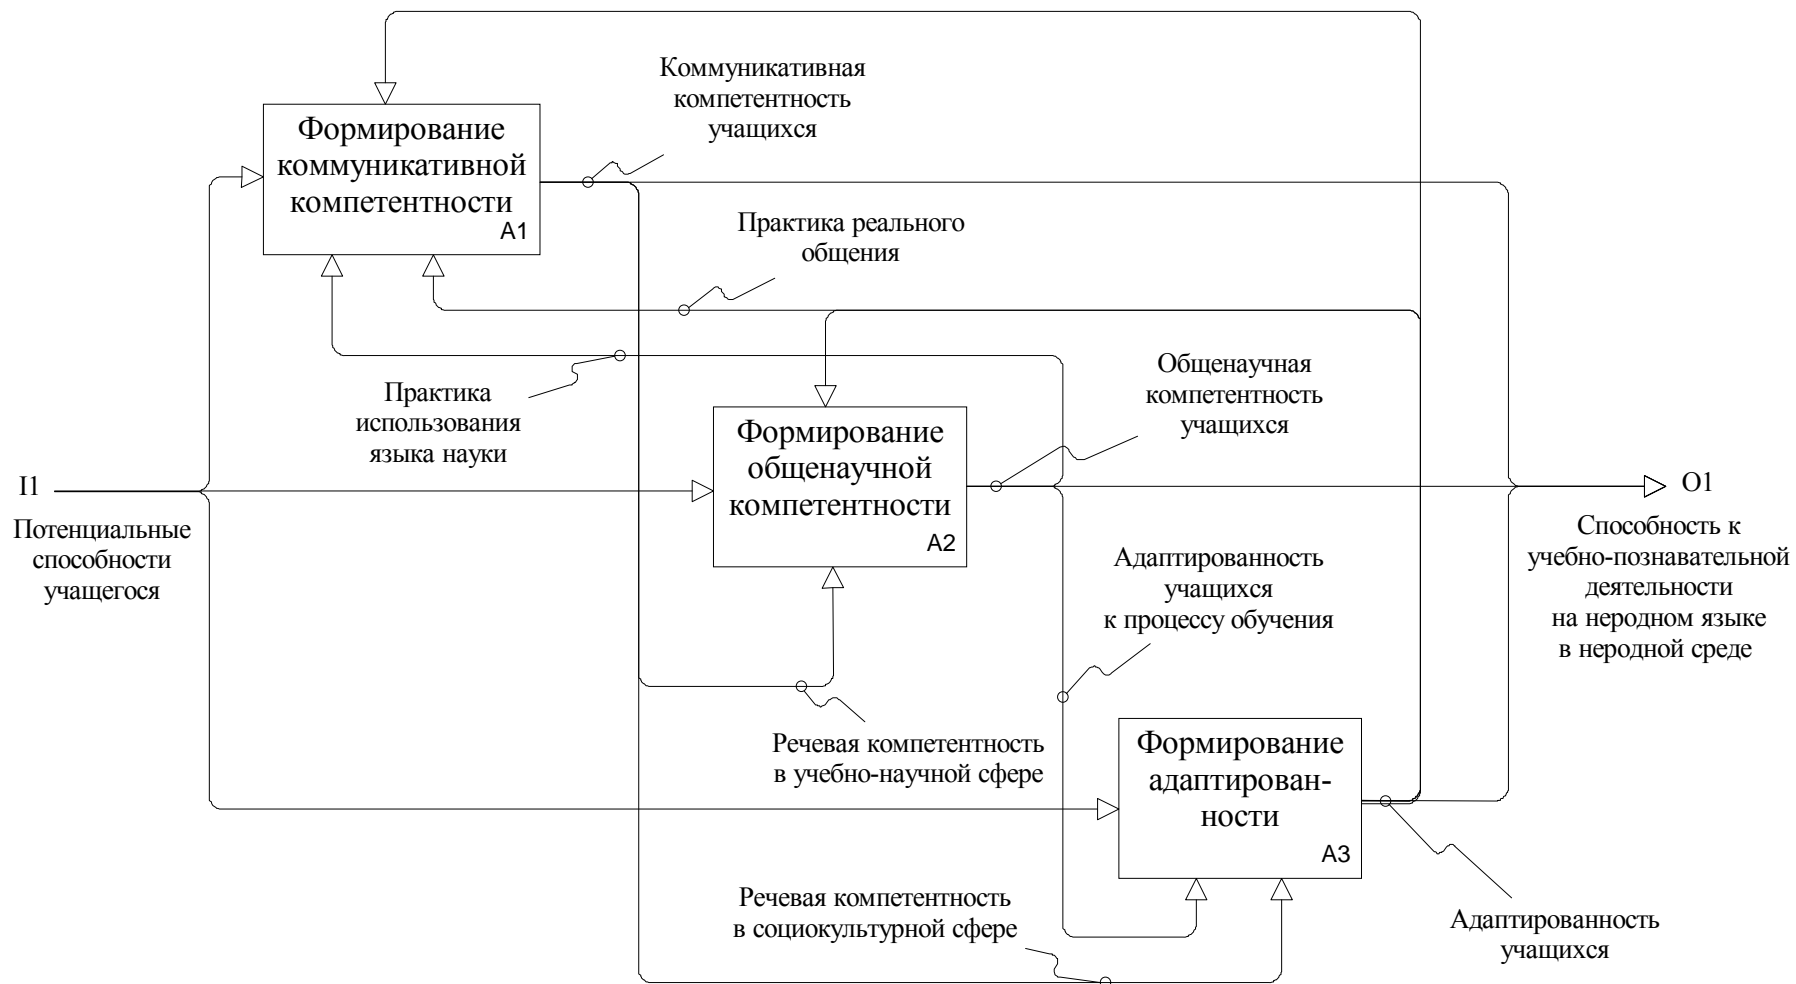 Коммуникативная
компетентность
учащихся
Формирование
коммуникативной
компетентности
A1
Практика реального
общения
Общенаучная
компетентность
учащихся
Практика
использования
языка науки
Формирование
общенаучной
компетентности
A2
I1
Потенциальные
способности
учащегося
O1
Способность к
учебно-познавательной
деятельности
на неродном языке
в неродной среде
Адаптированность
учащихся
к процессу обучения
Речевая компетентность
в учебно-научной сфере
Формирование
адаптирован-
ности
A3
Речевая компетентность
в социокультурной сфере
Адаптированность
учащихся